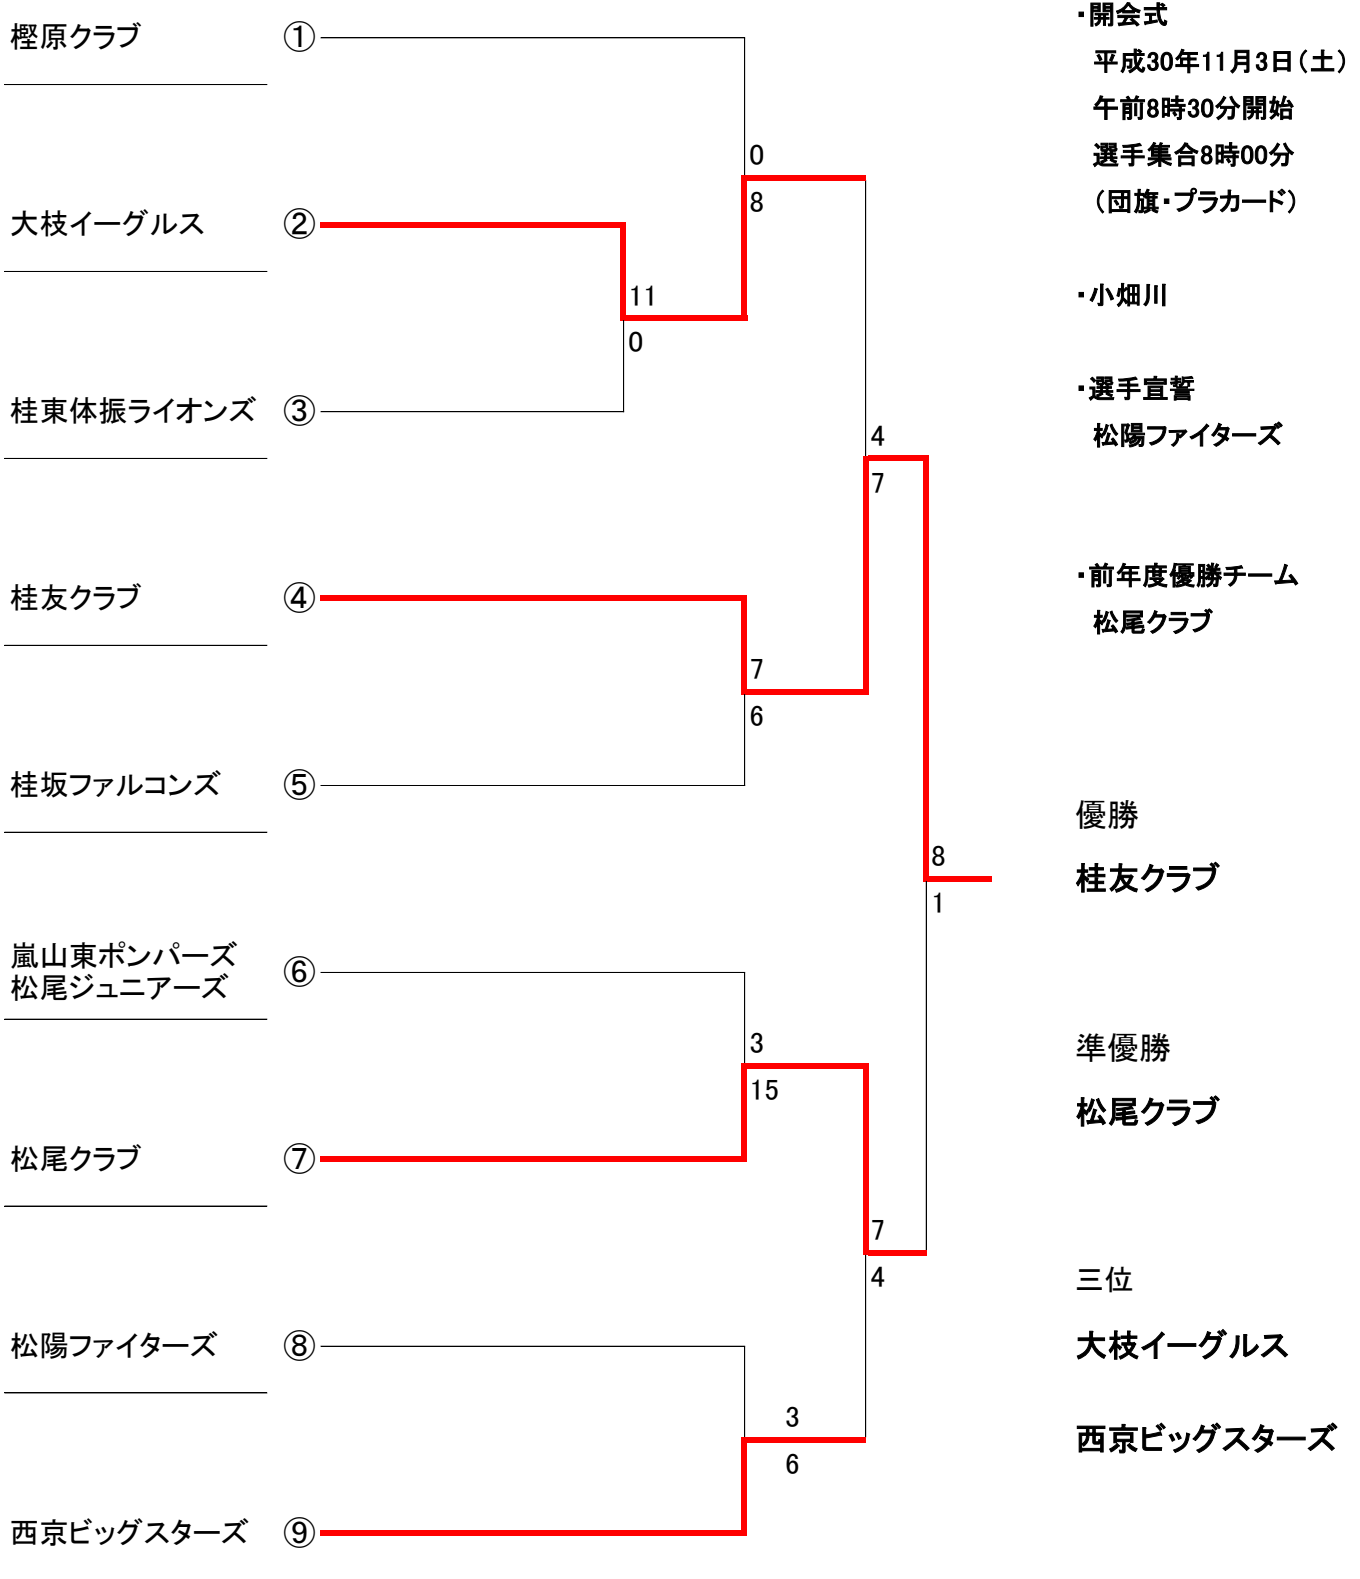 樫原クラブ ①
大枝イーグルス ②
桂東体振ライオンズ ③
桂友クラブ ④
桂坂ファルコンズ ⑤
嵐山東ポンパーズ
松尾ジュニアーズ ⑥
松尾クラブ ⑦
松陽ファイターズ ⑧
西京ビッグスターズ ⑨
11
0
0
8
7
6
3
15
3
6
4
7
7
4
8
1
・開会式
平成30年11月3日（土）
午前8時30分開始
選手集合8時00分
（団旗・プラカード）
・小畑川
・選手宣誓
松陽ファイターズ
・前年度優勝チーム
松尾クラブ
優勝
桂友クラブ
準優勝
松尾クラブ
三位
大枝イーグルス
西京ビッグスターズ